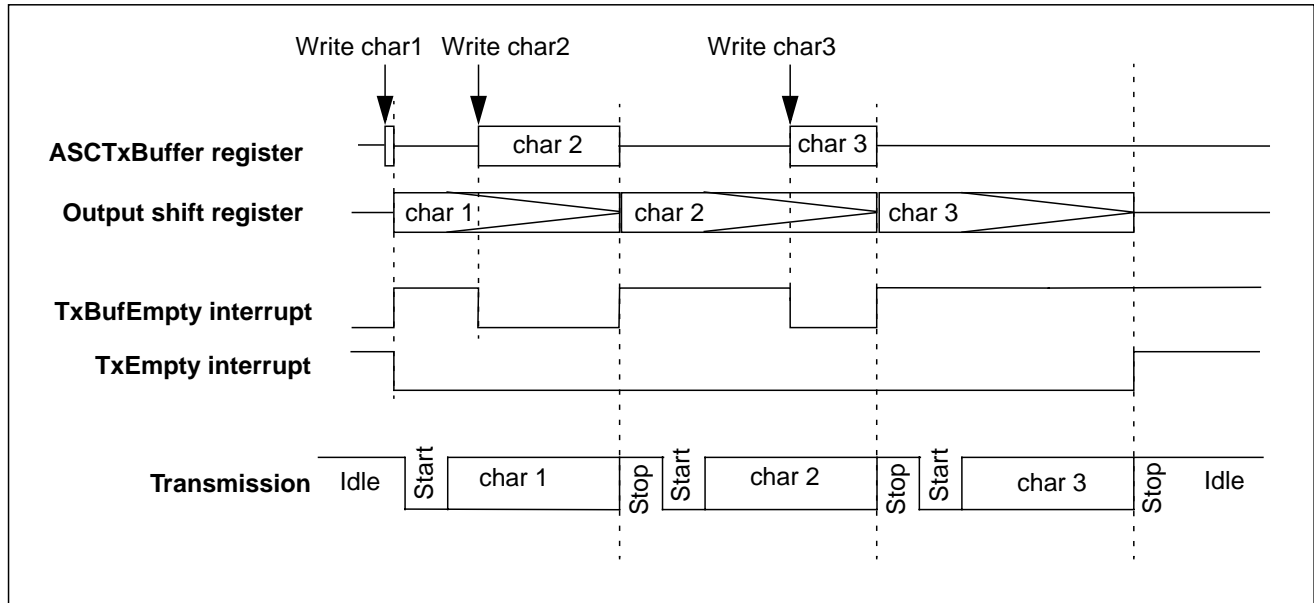 Write char1 Write char2 Write char3
ASCTxBuffer register char 2 char 3
Output shift register char 1 char 2 char 3
TxBufEmpty interrupt
TxEmpty interrupt
Transmission Idle Start char 1 Stop Start char 2 Stop Start char 3 Stop Idle